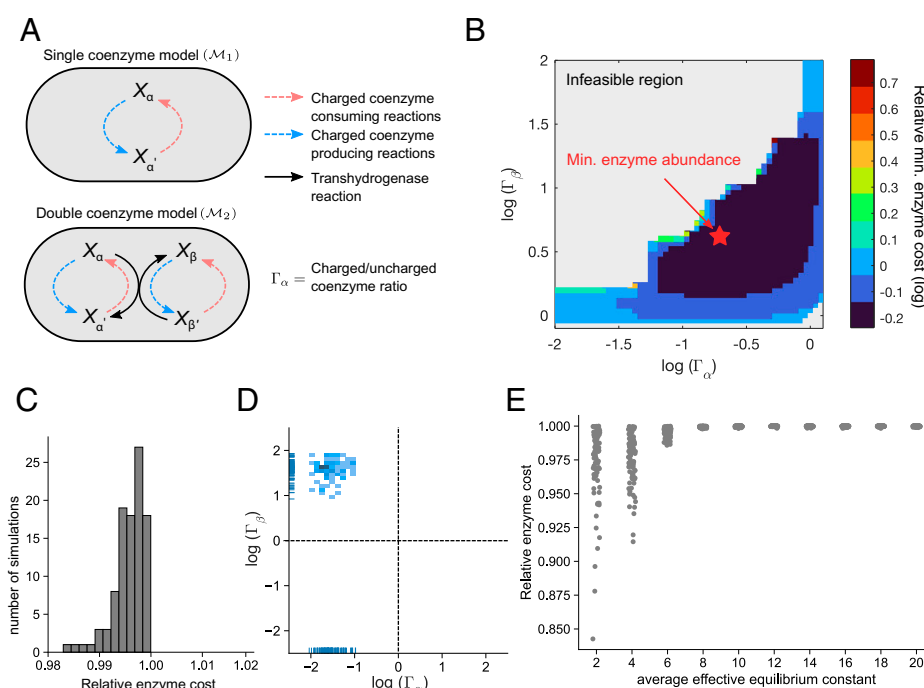 A
Single coenzyme model (M₁)
Xα
Xα'
Charged coenzyme
consuming reactions
Charged coenzyme
producing reactions
Transhydrogenase
reaction
Double coenzyme model (M₂)
Xα
Xβ
Xα'
Xβ'
Γα = Charged/uncharged
coenzyme ratio
B
Infeasible region
Min. enzyme abundance
log (Γβ)
2
1.5
1
0.5
0
-2
-1.5
-1
-0.5
0
log (Γα)
0.7
0.6
0.5
0.4
0.3
0.2
0.1
0
-0.1
-0.2
Relative min. enzyme cost (log)
C
number of simulations
25
20
15
10
5
0
0.98
0.99
1.00
1.01
1.02
Relative enzyme cost
D
log (Γβ)
2
1
0
−1
−2
−2
−1
0
1
2
log (Γα)
E
Relative enzyme cost
1.000
0.975
0.950
0.925
0.900
0.875
0.850
2
4
6
8
10
12
14
16
18
20
average effective equilibrium constant